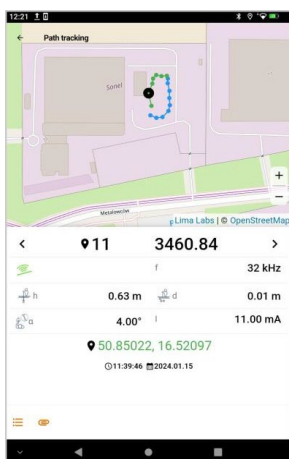 12:21
Path tracking
Sonel
Metalowców
+
−
Lima Labs | © OpenStreetMap
11 3460.84
f 32 kHz
h 0.63 m d 0.01 m
α 4.00° I 11.00 mA
50.85022, 16.52097
11:39:46 2024.01.15